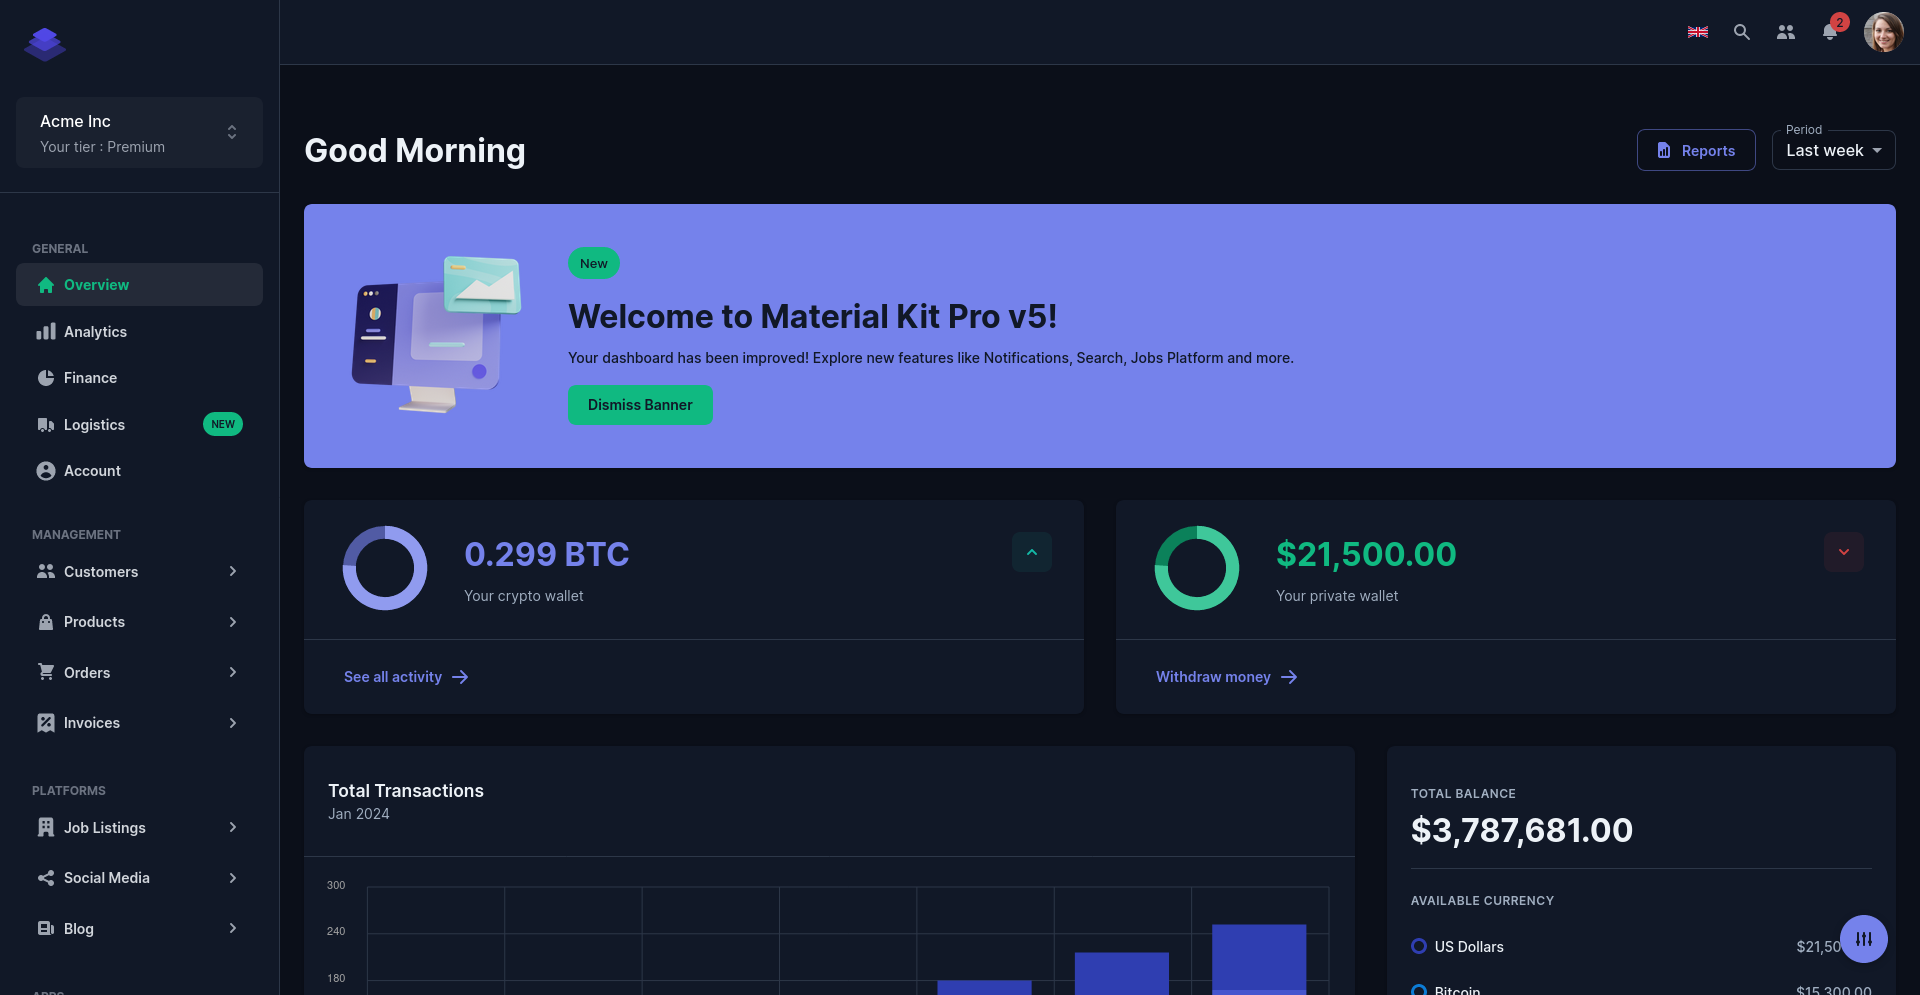 2
Acme Inc
Your tier : Premium
Good Morning
Reports
Period
Last week
GENERAL
Overview
Analytics
Finance
Logistics
NEW
Account
MANAGEMENT
Customers
Products
Orders
Invoices
PLATFORMS
Job Listings
Social Media
Blog
New
Welcome to Material Kit Pro v5!
Your dashboard has been improved! Explore new features like Notifications, Search, Jobs Platform and more.
Dismiss Banner
0.299 BTC
Your crypto wallet
See all activity
$21,500.00
Your private wallet
Withdraw money
Total Transactions
Jan 2024
300
240
180
TOTAL BALANCE
$3,787,681.00
AVAILABLE CURRENCY
US Dollars
$21,50
Bitcoin
$15,300.00